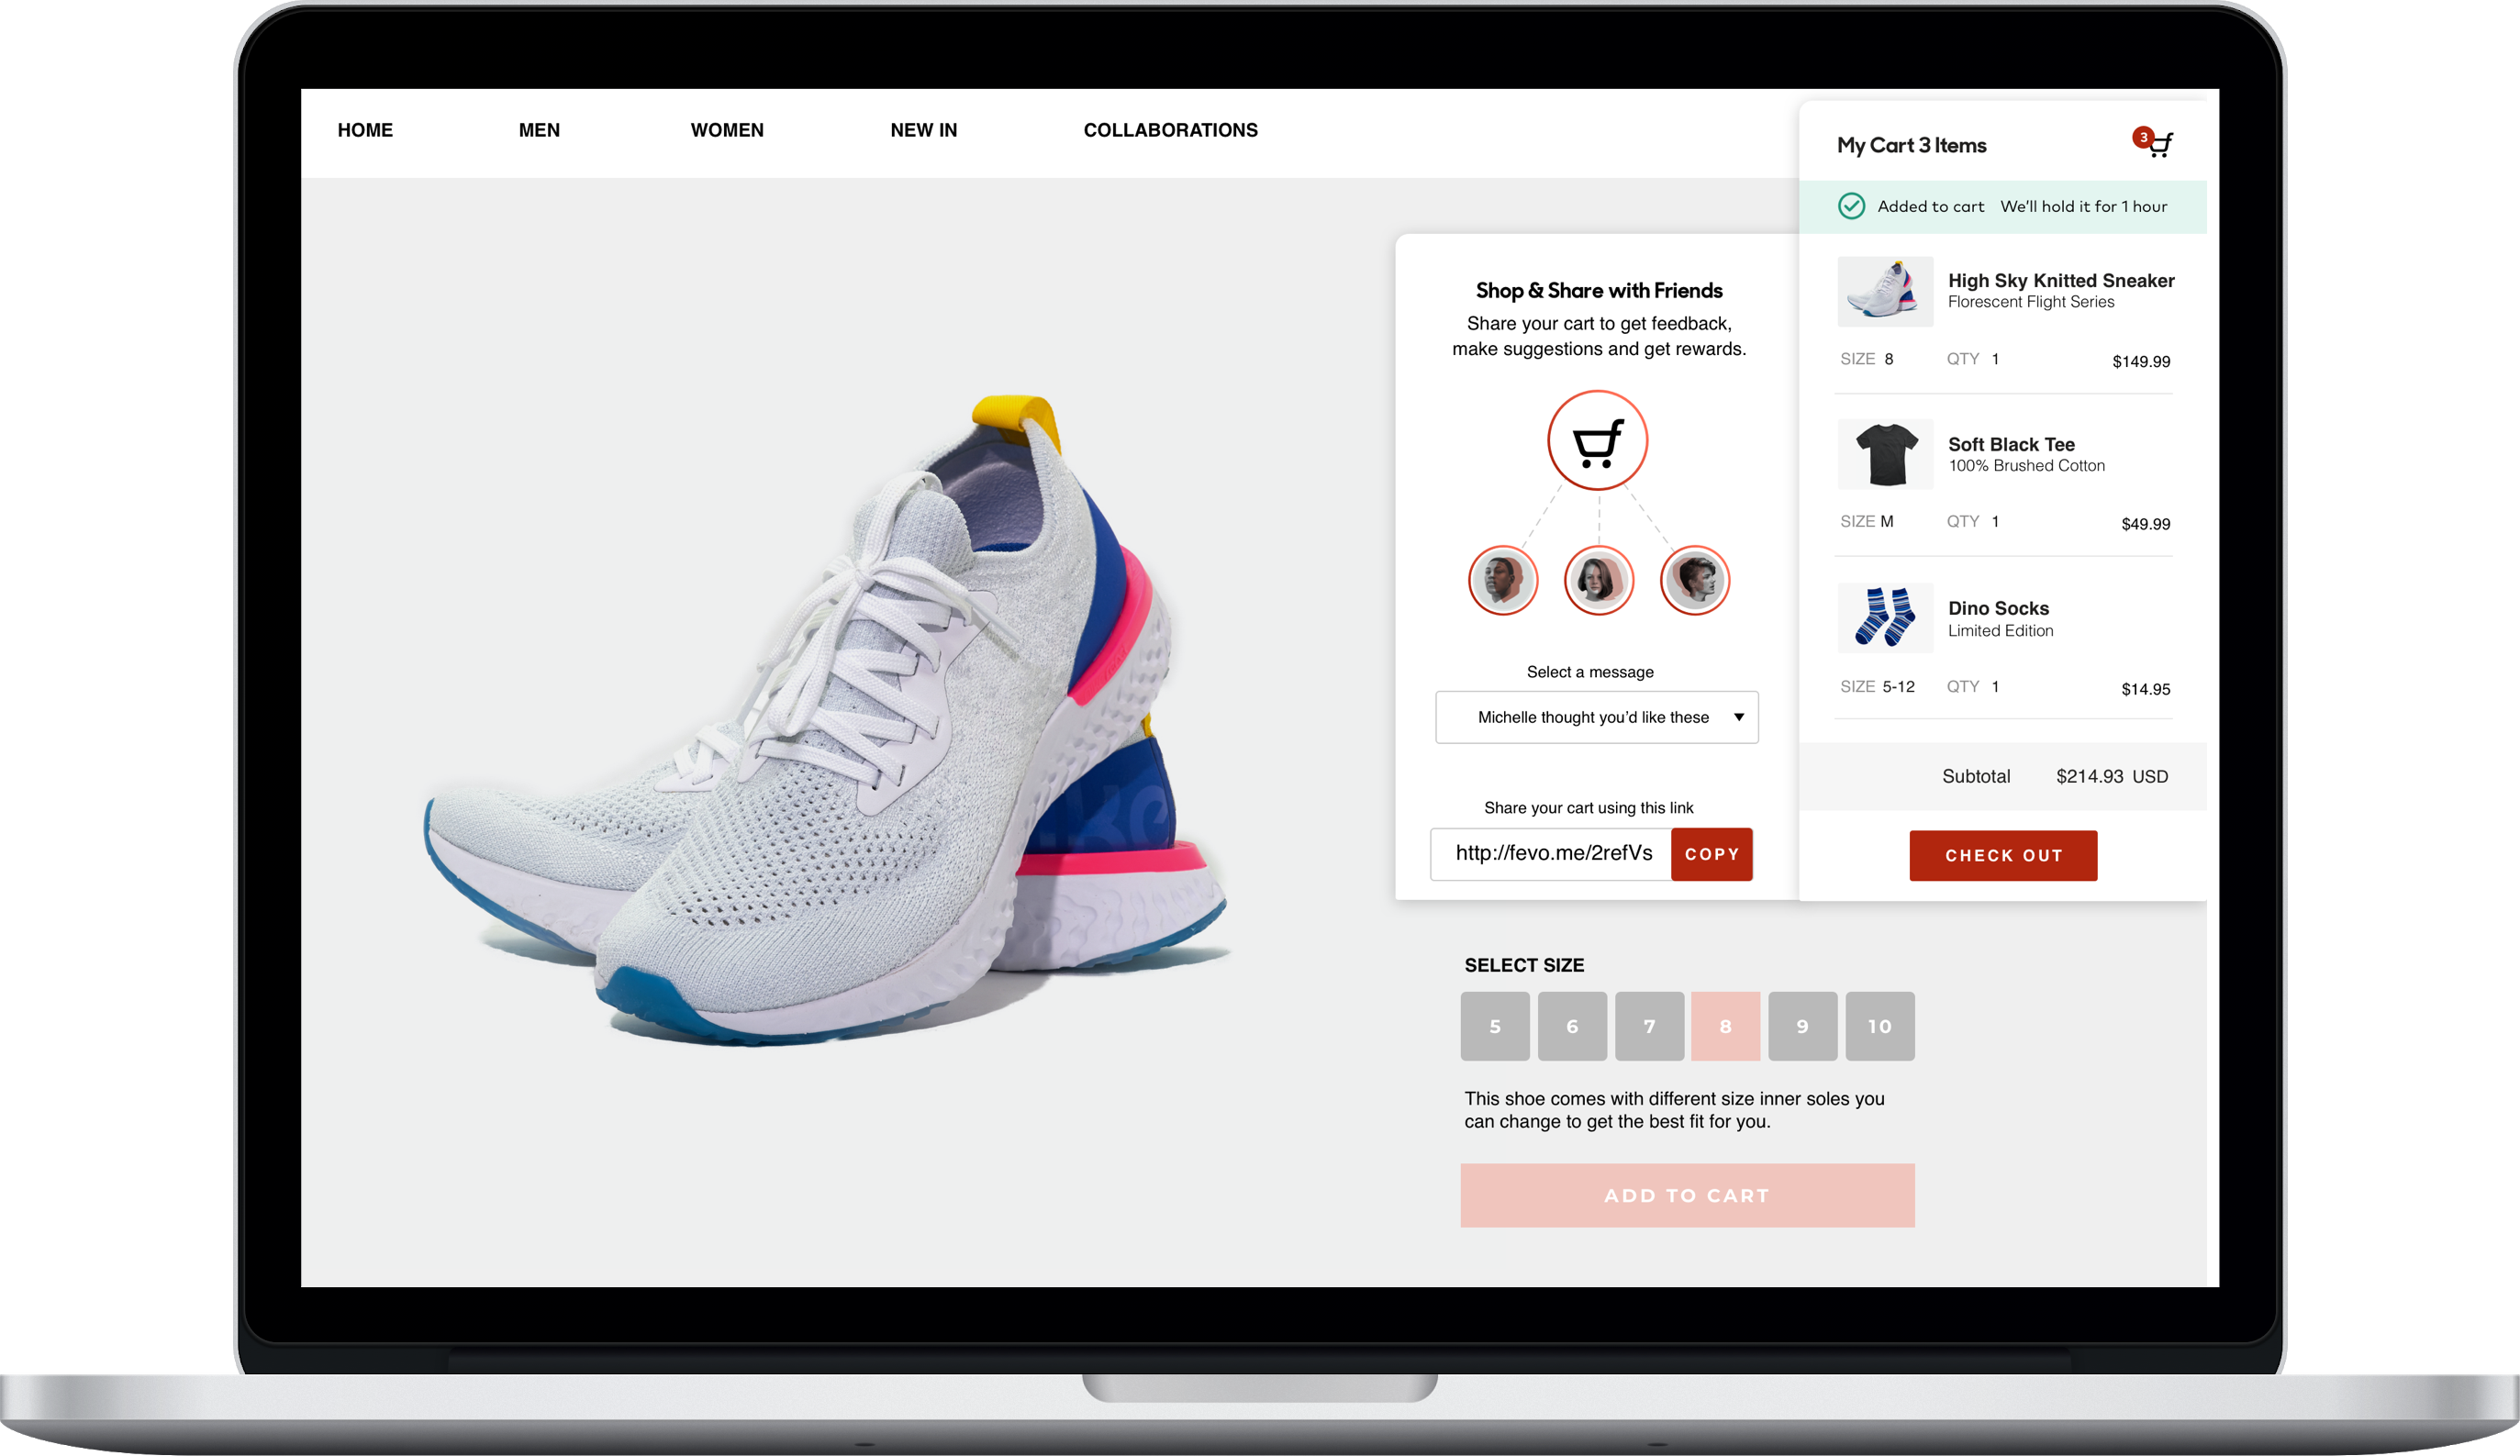 HOME MEN WOMEN NEW IN COLLABORATIONS
My Cart 3 Items
3
Added to cart We'll hold it for 1 hour
High Sky Knitted Sneaker
Florescent Flight Series
SIZE 8 QTY 1 $149.99
Soft Black Tee
100% Brushed Cotton
SIZE M QTY 1 $49.99
Dino Socks
Limited Edition
SIZE 5-12 QTY 1 $14.95
Subtotal $214.93 USD
CHECK OUT
Shop & Share with Friends
Share your cart to get feedback,
make suggestions and get rewards.
Select a message
Michelle thought you'd like these
Share your cart using this link
http://fevo.me/2refVs COPY
SELECT SIZE
5 6 7 8 9 10
This shoe comes with different size inner soles you
can change to get the best fit for you.
ADD TO CART